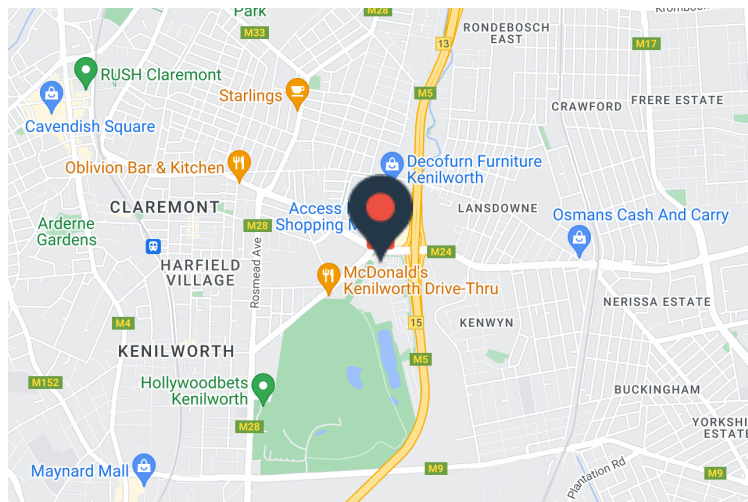 Park
M28
M33
RONDEBOSCH
EAST
13
M17
RUSH Claremont
Starlings
M5
CRAWFORD
FRERE ESTATE
Cavendish Square
Oblivion Bar & Kitchen
Decofurn Furniture
Kenilworth
CLAREMONT
Access
Shopping
LANSDOWNE
Osmans Cash And Carry
Arderne
Gardens
M28
M24
HARFIELD
VILLAGE
Rosmead Ave
McDonald's
Kenilworth Drive-Thru
NERISSA ESTATE
M4
15
KENWYN
KENILWORTH
M5
M152
Hollywoodbets
Kenilworth
BUCKINGHAM
M28
YORKSHI
ESTATE
Maynard Mall
M9
Plantation Rd
M9